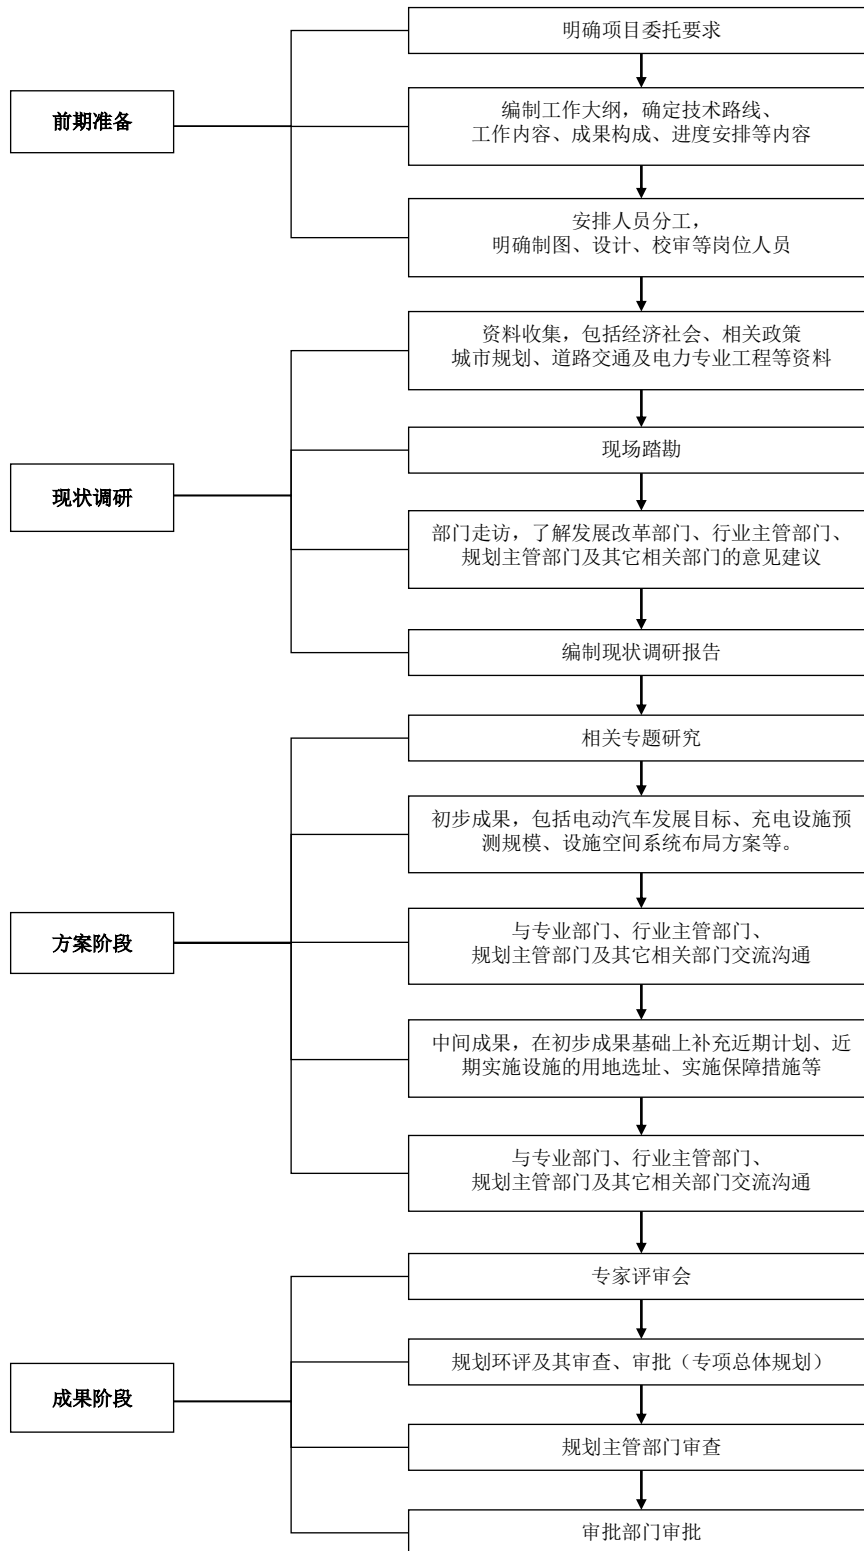 明确项目委托要求
前期准备
编制工作大纲，确定技术路线、
工作内容、成果构成、进度安排等内容
安排人员分工，
明确制图、设计、校审等岗位人员
资料收集，包括经济社会、相关政策
城市规划、道路交通及电力专业工程等资料
现场踏勘
现状调研
部门走访，了解发展改革部门、行业主管部门、
规划主管部门及其它相关部门的意见建议
编制现状调研报告
相关专题研究
初步成果，包括电动汽车发展目标、充电设施预
测规模、设施空间系统布局方案等。
方案阶段
与专业部门、行业主管部门、
规划主管部门及其它相关部门交流沟通
中间成果，在初步成果基础上补充近期计划、近
期实施设施的用地选址、实施保障措施等
与专业部门、行业主管部门、
规划主管部门及其它相关部门交流沟通
专家评审会
规划环评及其审查、审批（专项总体规划）
成果阶段
规划主管部门审查
审批部门审批